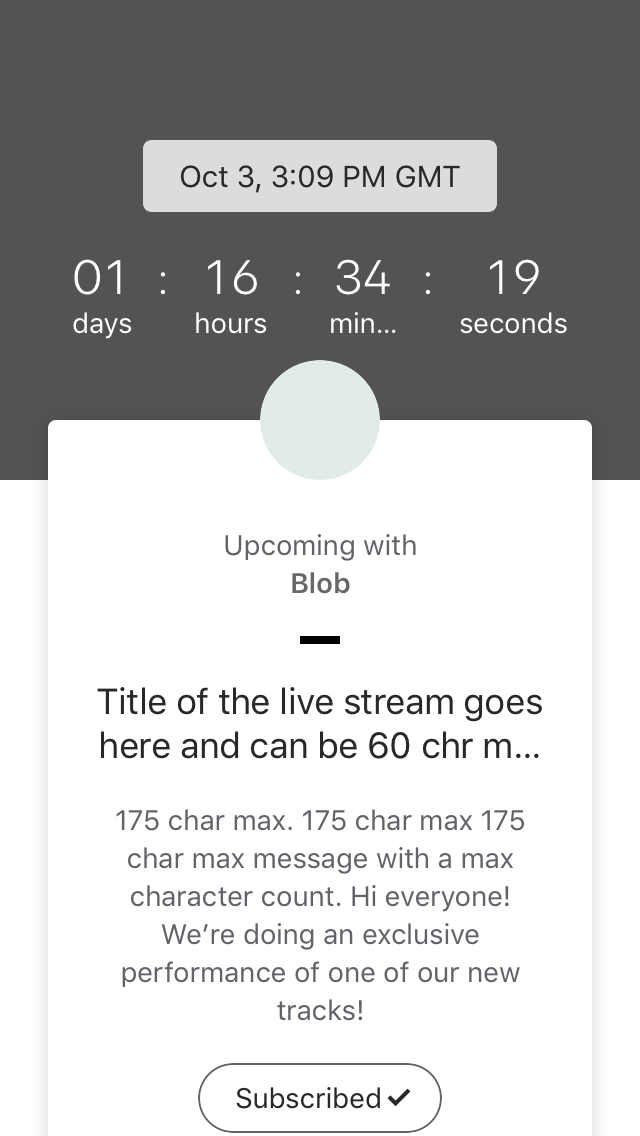 Oct 3, 3:09 PM GMT
01 : 16 : 34 : 19
days hours min... seconds
Upcoming with
Blob
Title of the live stream goes
here and can be 60 chr m...
175 char max. 175 char max 175
char max message with a max
character count. Hi everyone!
We’re doing an exclusive
performance of one of our new
tracks!
Subscribed ✓